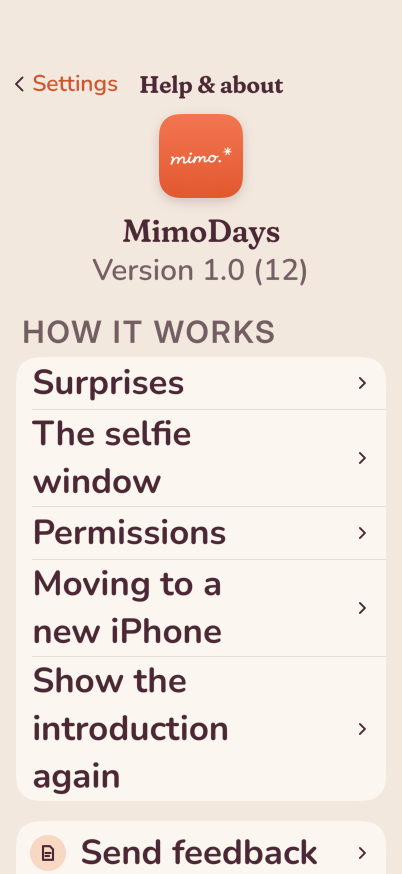 Settings
Help & about
mimo.*
MimoDays
Version 1.0 (12)
HOW IT WORKS
Surprises
The selfie
window
Permissions
Moving to a
new iPhone
Show the
introduction
again
Send feedback